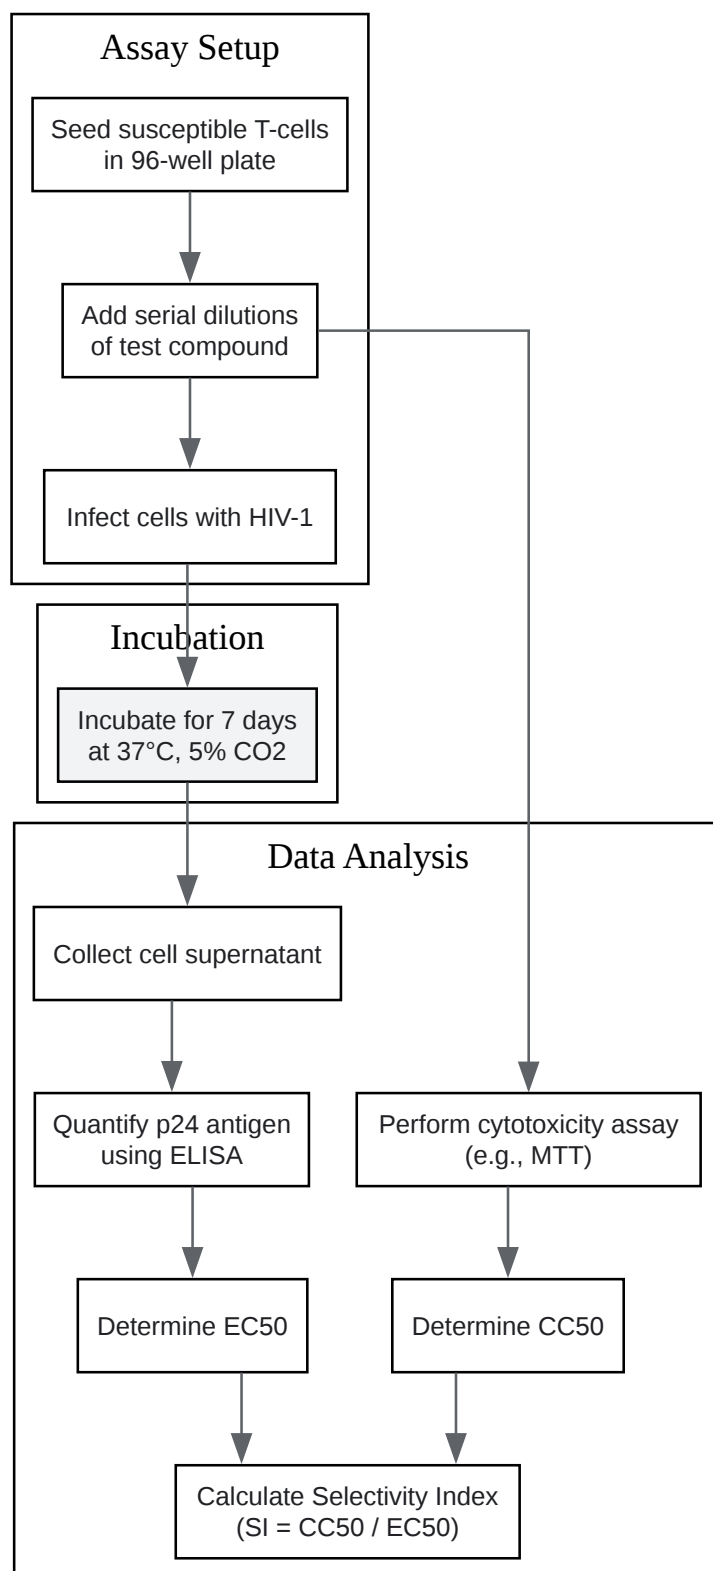 Assay Setup
Seed susceptible T-cells
in 96-well plate
Add serial dilutions
of test compound
Infect cells with HIV-1
Incubation
Incubate for 7 days
at 37°C, 5% CO2
Data Analysis
Collect cell supernatant
Quantify p24 antigen
using ELISA
Perform cytotoxicity assay
(e.g., MTT)
Determine EC50
Determine CC50
Calculate Selectivity Index
(SI = CC50 / EC50)